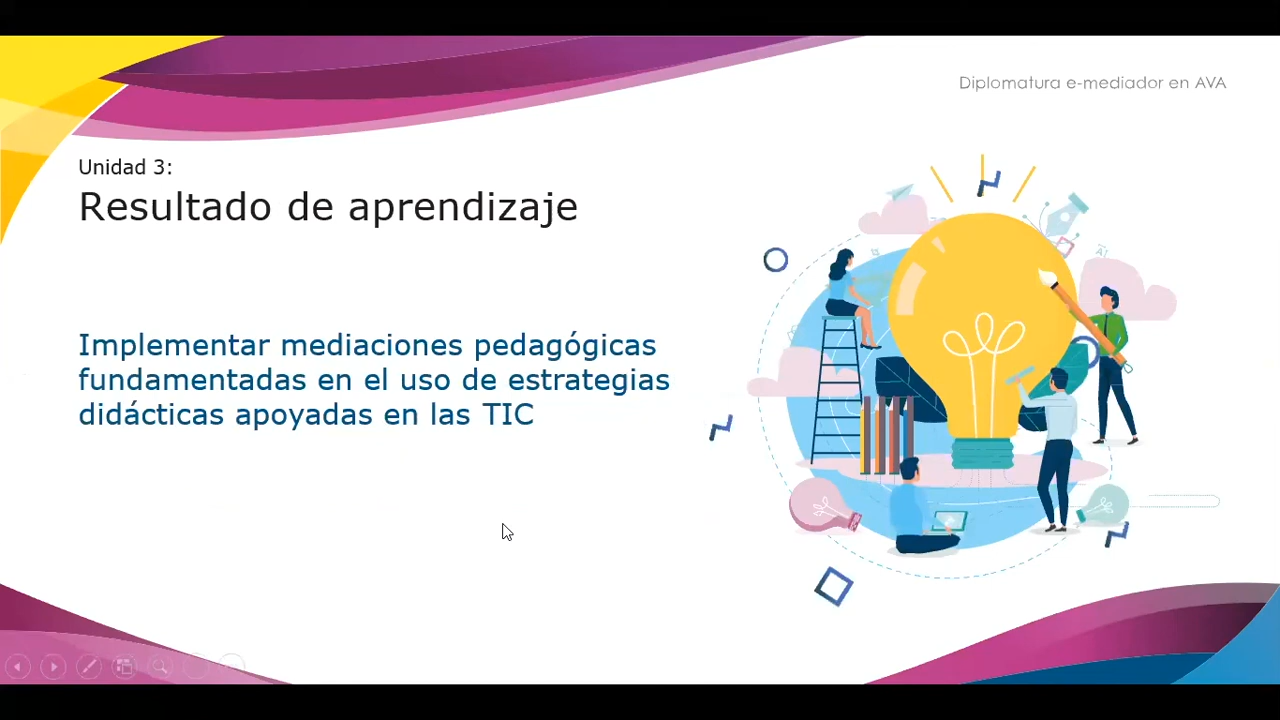 Diplomatura e-mediador en AVA
Unidad 3:
Resultado de aprendizaje
Implementar mediaciones pedagógicas
fundamentadas en el uso de estrategias
didácticas apoyadas en las TIC